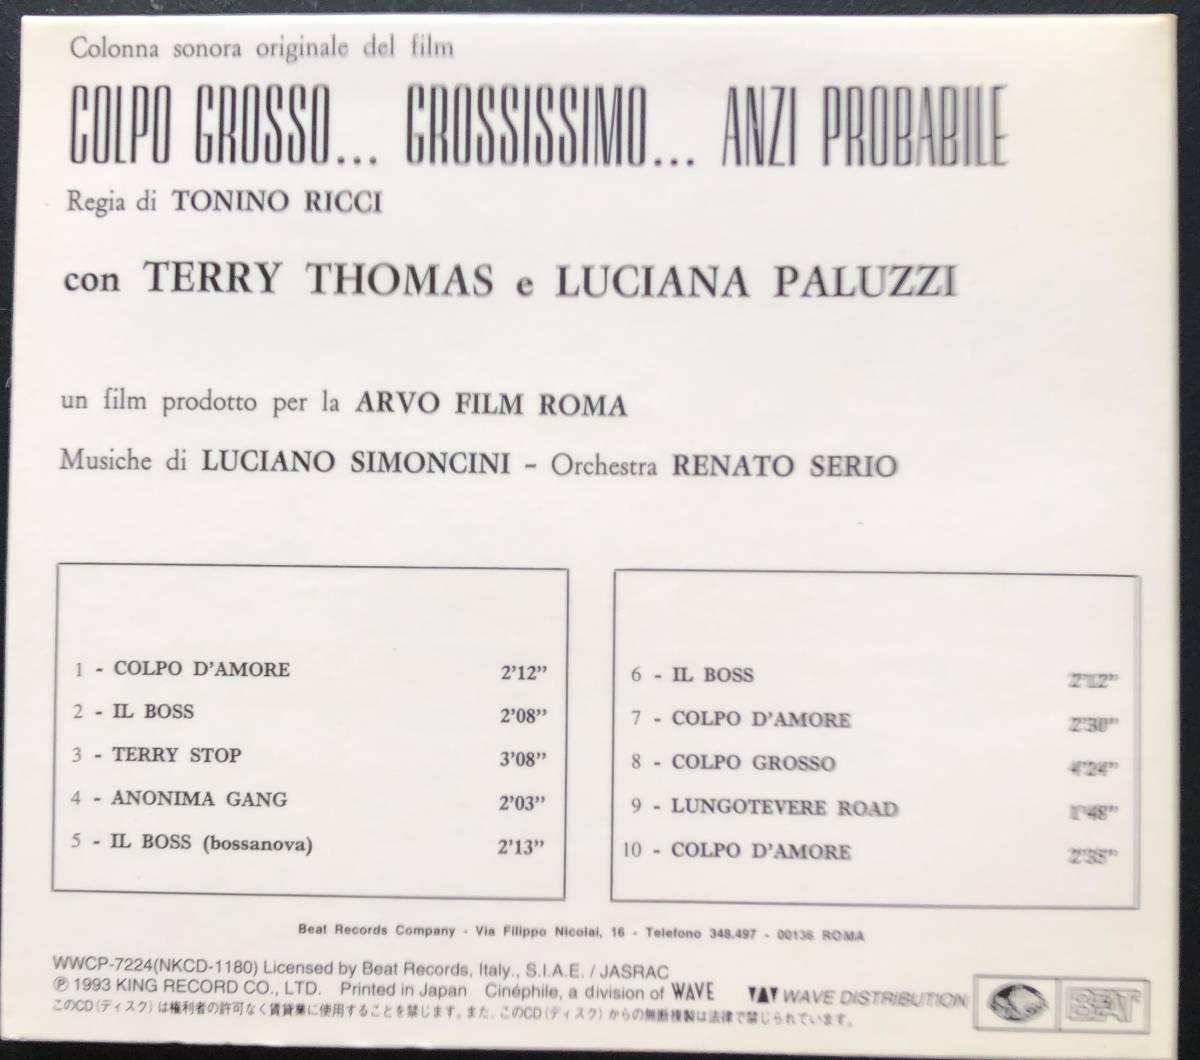 Colonna sonora originale del film
COLPO GROSSO... GROSSISSIMO... ANZI PROBABILE
Regia di TONINO RICCI
con TERRY THOMAS e LUCIANA PALUZZI
un film prodotto per la ARVO FILM ROMA
Musiche di LUCIANO SIMONCINI - Orchestra RENATO SERIO
1 - COLPO D'AMORE 2'12"
2 - IL BOSS 2'08"
3 - TERRY STOP 3'08"
4 - ANONIMA GANG 2'03"
5 - IL BOSS (bossanova) 2'13"
6 - IL BOSS 2'12"
7 - COLPO D'AMORE 2'30"
8 - COLPO GROSSO 4'24"
9 - LUNGOTEVERE ROAD 1'48"
10 - COLPO D'AMORE 2'35"
Beat Records Company - Via Filippo Nicolai, 16 - Telefono 348.497 - 00136 ROMA
WWCP-7224(NKCD-1180) Licensed by Beat Records, Italy., S.I.A.E. / JASRAC
℗ 1993 KING RECORD CO., LTD. Printed in Japan Cinéphile, a division of WAVE WAVE DISTRIBUTION
このCD(ディスク)は権利者の許可なく賃貸業に使用することを禁じます。また、このCD(ディスク)からの無断複製は法律で禁じられています。
BEAT